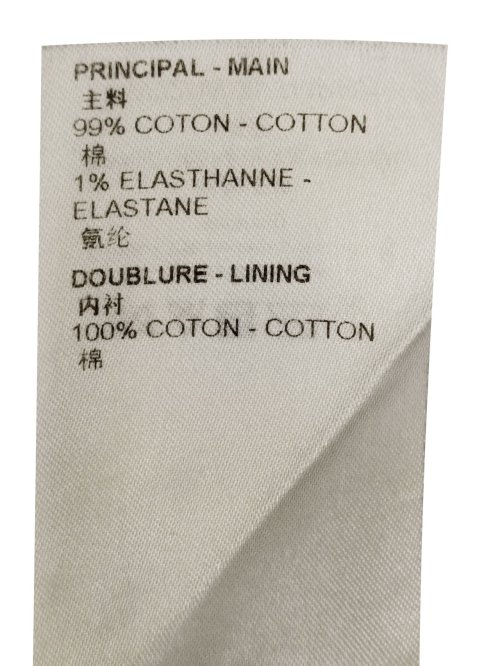 PRINCIPAL - MAIN
主料
99% COTON - COTTON
棉
1% ELASTHANNE -
ELASTANE
氨纶
DOUBLURE - LINING
内衬
100% COTON - COTTON
棉